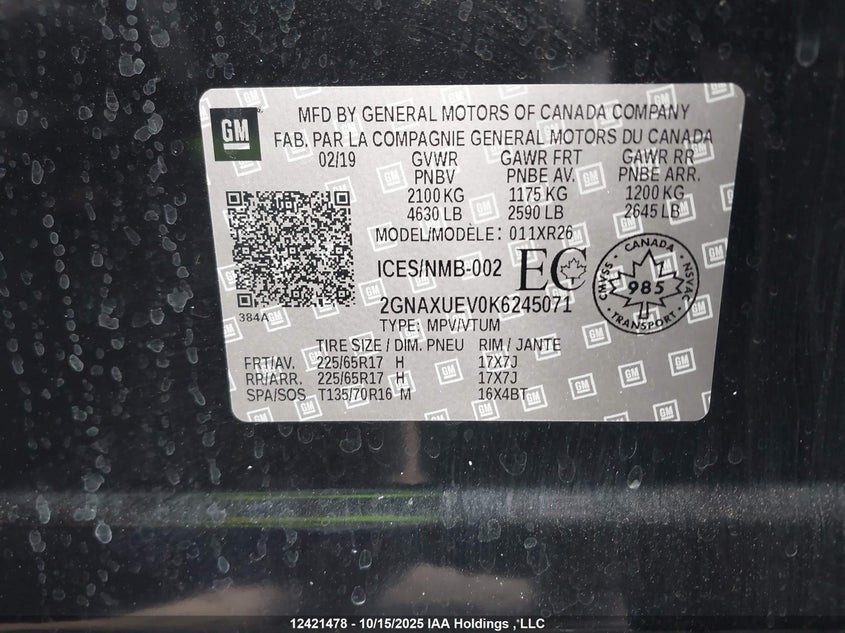 GM
MFD BY GENERAL MOTORS OF CANADA COMPANY
FAB. PAR LA COMPAGNIE GENERAL MOTORS DU CANADA
02/19 GVWR GAWR FRT GAWR RR
PNBV PNBE AV. PNBE ARR.
2100 KG 1175 KG 1200 KG
4630 LB 2590 LB 2645 LB
MODEL/MODÈLE: 011XR26
ICES/NMB-002 EC
CANADA
CMVSS 985 NSVAC
TRANSPORT
384A 2GNAXUEV0K6245071
TYPE: MPV/VTUM
TIRE SIZE / DIM. PNEU RIM / JANTE
FRT/AV. 225/65R17 H 17X7J
RR/ARR. 225/65R17 H 17X7J
SPA/SOS T135/70R16 M 16X4BT
12421478 - 10/15/2025 IAA Holdings ,LLC